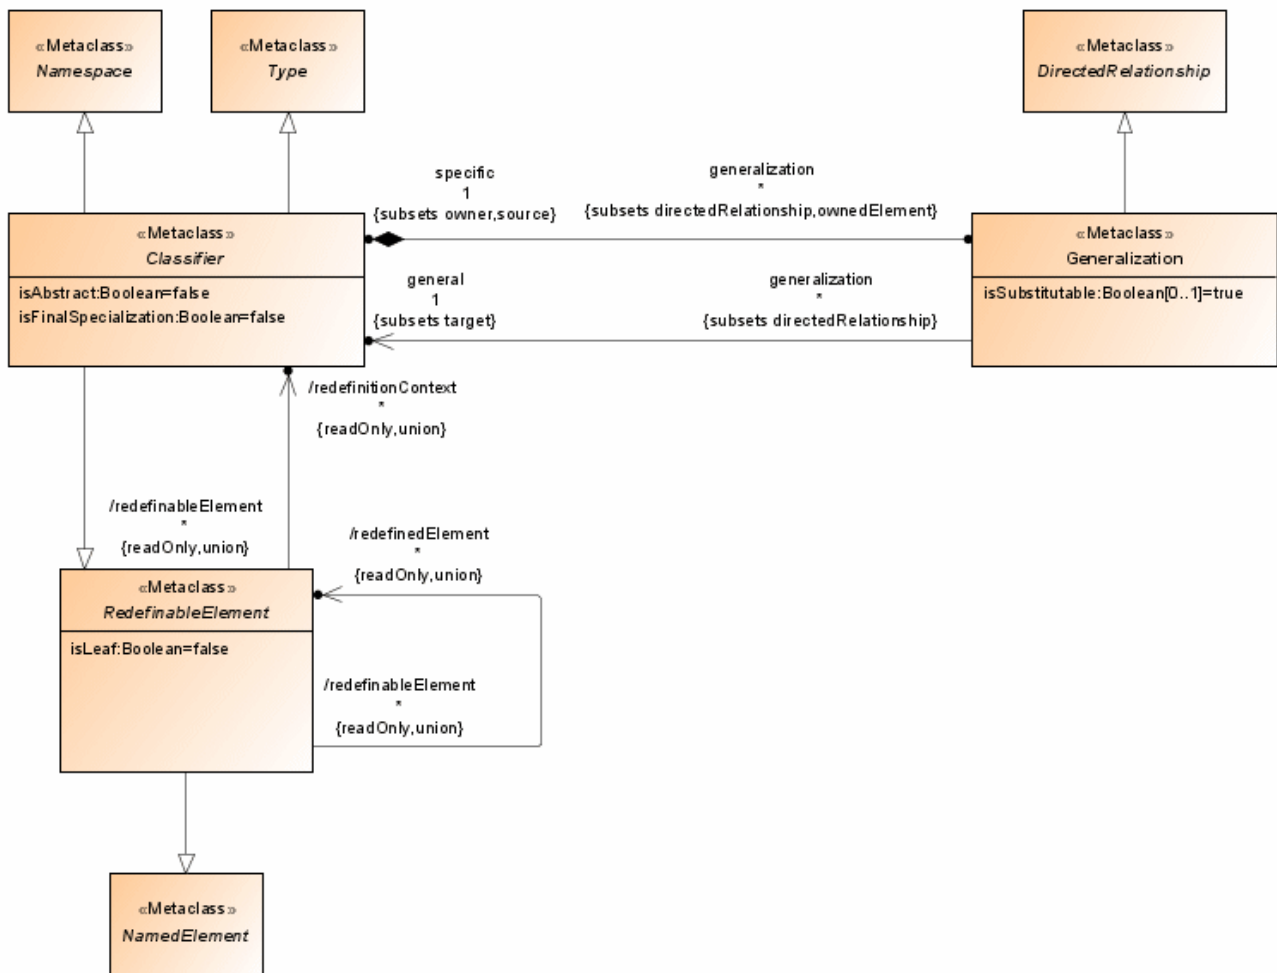 «Metaclass»
Namespace
«Metaclass»
Type
«Metaclass»
DirectedRelationship
specific
1
{subsets owner,source}
generalization
*
{subsets directedRelationship,ownedElement}
«Metaclass»
Classifier
isAbstract:Boolean=false
isFinalSpecialization:Boolean=false
general
1
{subsets target}
generalization
*
{subsets directedRelationship}
«Metaclass»
Generalization
isSubstitutable:Boolean[0..1]=true
/redefinitionContext
*
{readOnly,union}
/redefinableElement
*
{readOnly,union}
/redefinedElement
*
{readOnly,union}
«Metaclass»
RedefinableElement
isLeaf:Boolean=false
/redefinableElement
*
{readOnly,union}
«Metaclass»
NamedElement